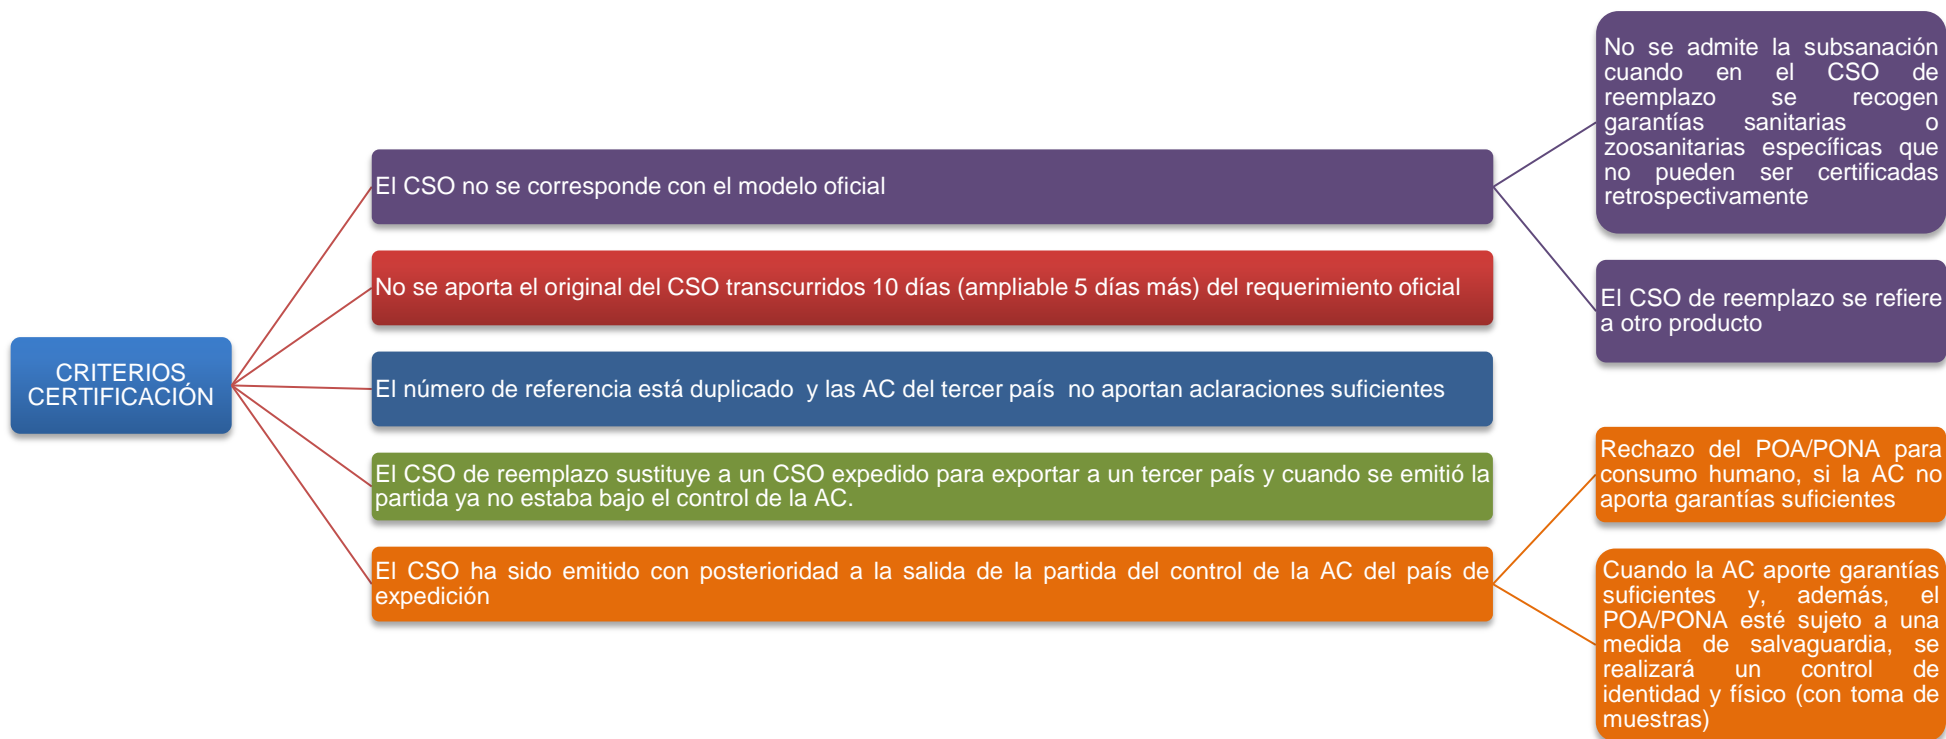 CRITERIOS
CERTIFICACIÓN
El CSO no se corresponde con el modelo oficial
No se admite la subsanación
cuando en el CSO de
reemplazo se recogen
garantías sanitarias o
zoosanitarias específicas que
no pueden ser certificadas
retrospectivamente
El CSO de reemplazo se refiere
a otro producto
No se aporta el original del CSO transcurridos 10 días (ampliable 5 días más) del requerimiento oficial
El número de referencia está duplicado y las AC del tercer país no aportan aclaraciones suficientes
El CSO de reemplazo sustituye a un CSO expedido para exportar a un tercer país y cuando se emitió la
partida ya no estaba bajo el control de la AC.
El CSO ha sido emitido con posterioridad a la salida de la partida del control de la AC del país de
expedición
Rechazo del POA/PONA para
consumo humano, si la AC no
aporta garantías suficientes
Cuando la AC aporte garantías
suficientes y, además, el
POA/PONA esté sujeto a una
medida de salvaguardia, se
realizará un control de
identidad y físico (con toma de
muestras)